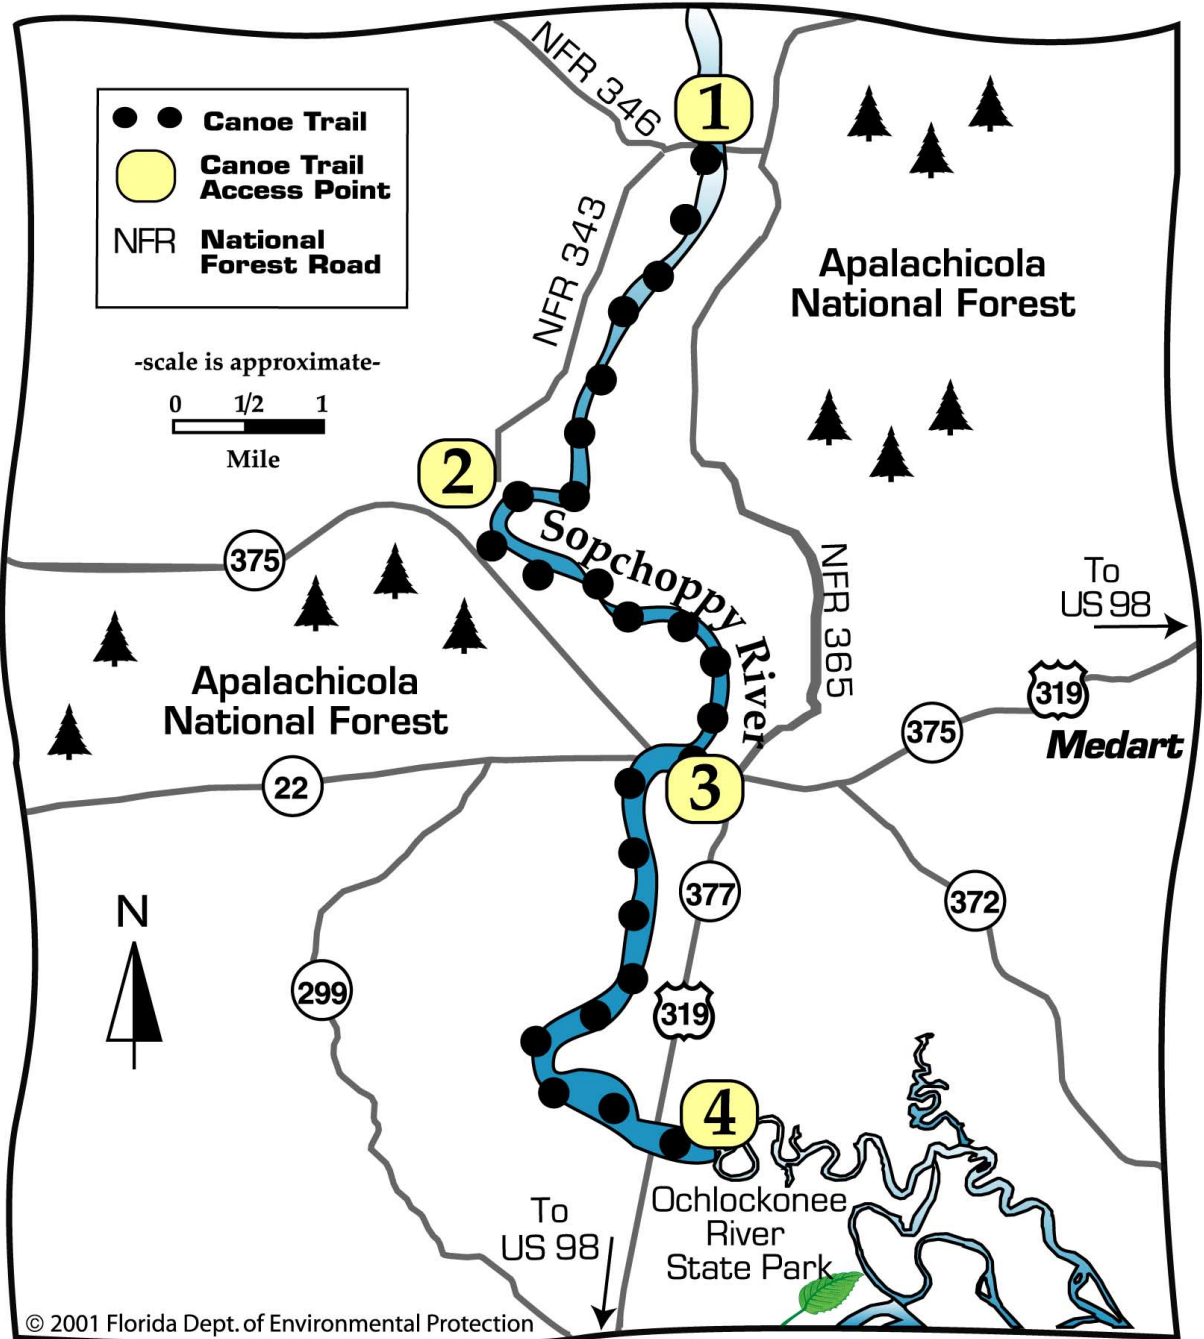 NFR 346
1
Canoe Trail
Canoe Trail
Access Point
NFR
National
Forest Road
NFR 343
Apalachicola
National Forest
-scale is approximate-
0 1/2 1
Mile
2
Sopchoppy River
375
NFR 365
To
US 98
Apalachicola
National Forest
319
375
Medart
22
3
377
372
N
299
319
4
Ochlockonee
River
State Park
To
US 98
© 2001 Florida Dept. of Environmental Protection